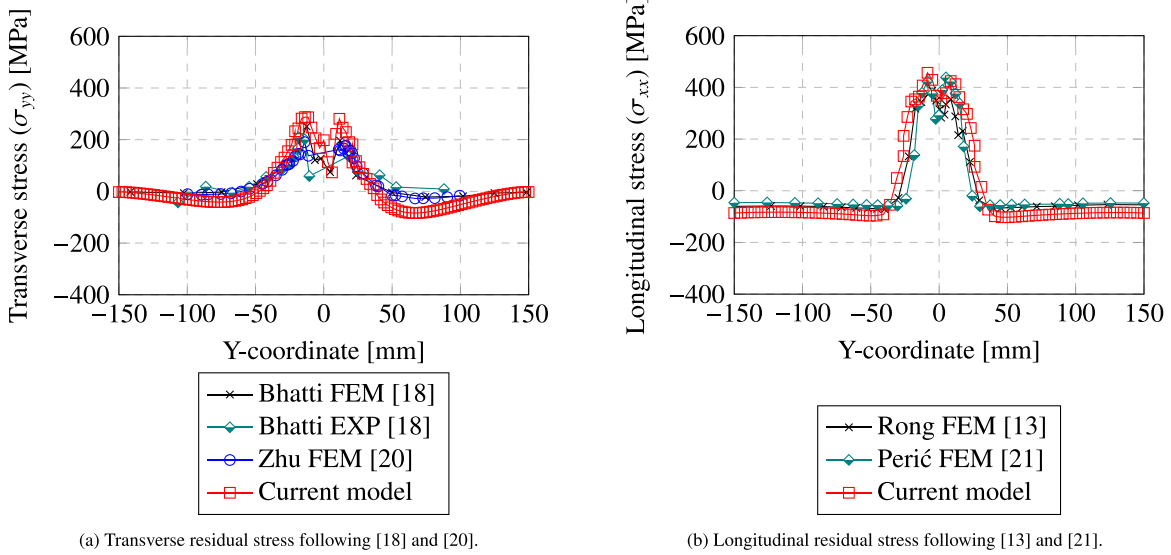 Transverse stress (σyy) [MPa]
600
400
200
0
−200
−400
−150
−100
−50
0
50
100
150
Y-coordinate [mm]
Bhatti FEM [18]
Bhatti EXP [18]
Zhu FEM [20]
Current model
(a) Transverse residual stress following [18] and [20].
Longitudinal stress (σxx) [MPa]
600
400
200
0
−200
−400
−150
−100
−50
0
50
100
150
Y-coordinate [mm]
Rong FEM [13]
Perić FEM [21]
Current model
(b) Longitudinal residual stress following [13] and [21].